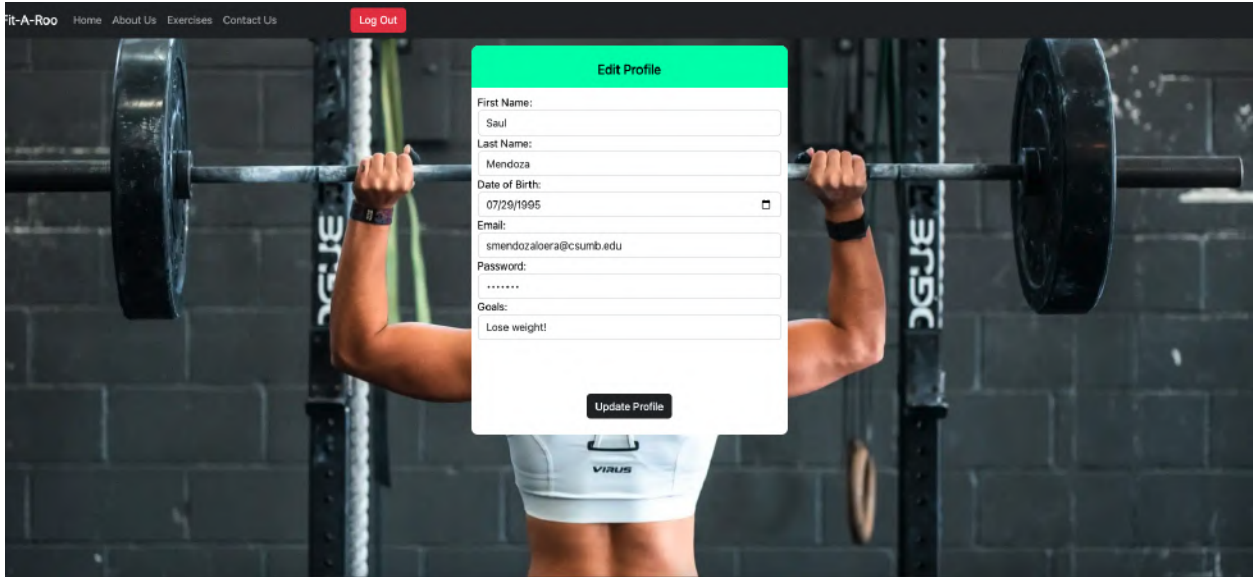 Fit-A-Roo Home About Us Exercises Contact Us Log Out
Edit Profile
First Name:
Saul
Last Name:
Mendoza
Date of Birth:
07/29/1995
Email:
smendozaloera@csumb.edu
Password:
•••••••
Goals:
Lose weight!
Update Profile
VIRUS